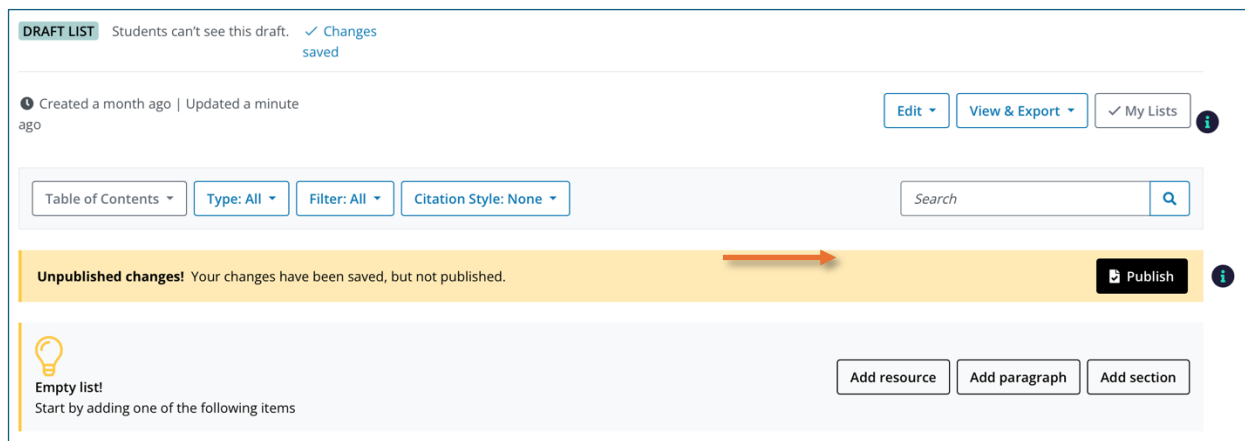 DRAFT LIST Students can't see this draft. ✓ Changes
saved
Created a month ago | Updated a minute
ago
Edit View & Export ✓ My Lists
Table of Contents Type: All Filter: All Citation Style: None Search
Unpublished changes! Your changes have been saved, but not published. Publish
Empty list!
Start by adding one of the following items
Add resource Add paragraph Add section